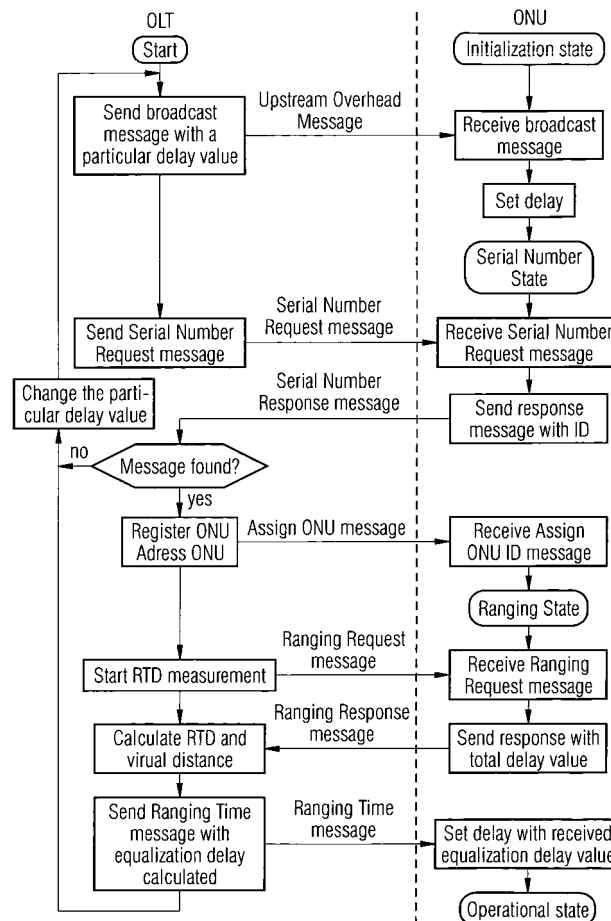 OLT
ONU
Start
Initialization state
Send broadcast
message with a
particular delay value
Upstream Overhead
Message
Receive broadcast
message
Set delay
Serial Number
State
Send Serial Number
Request message
Serial Number
Request message
Receive Serial Number
Request message
Change the parti-
cular delay value
Serial Number
Response message
Send response
message with ID
no
Message found?
yes
Register ONU
Adress ONU
Assign ONU message
Receive Assign
ONU ID message
Ranging State
Start RTD measurement
Ranging Request
message
Receive Ranging
Request message
Calculate RTD and
virual distance
Ranging Response
message
Send response with
total delay value
Send Ranging Time
message with
equalization delay
calculated
Ranging Time
message
Set delay with received
equalization delay value
Operational state